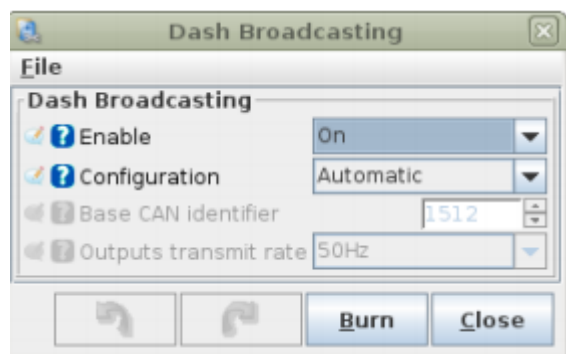 Dash Broadcasting
File
Dash Broadcasting
? Enable On
? Configuration Automatic
? Base CAN identifier 1512
? Outputs transmit rate 50Hz
Burn Close